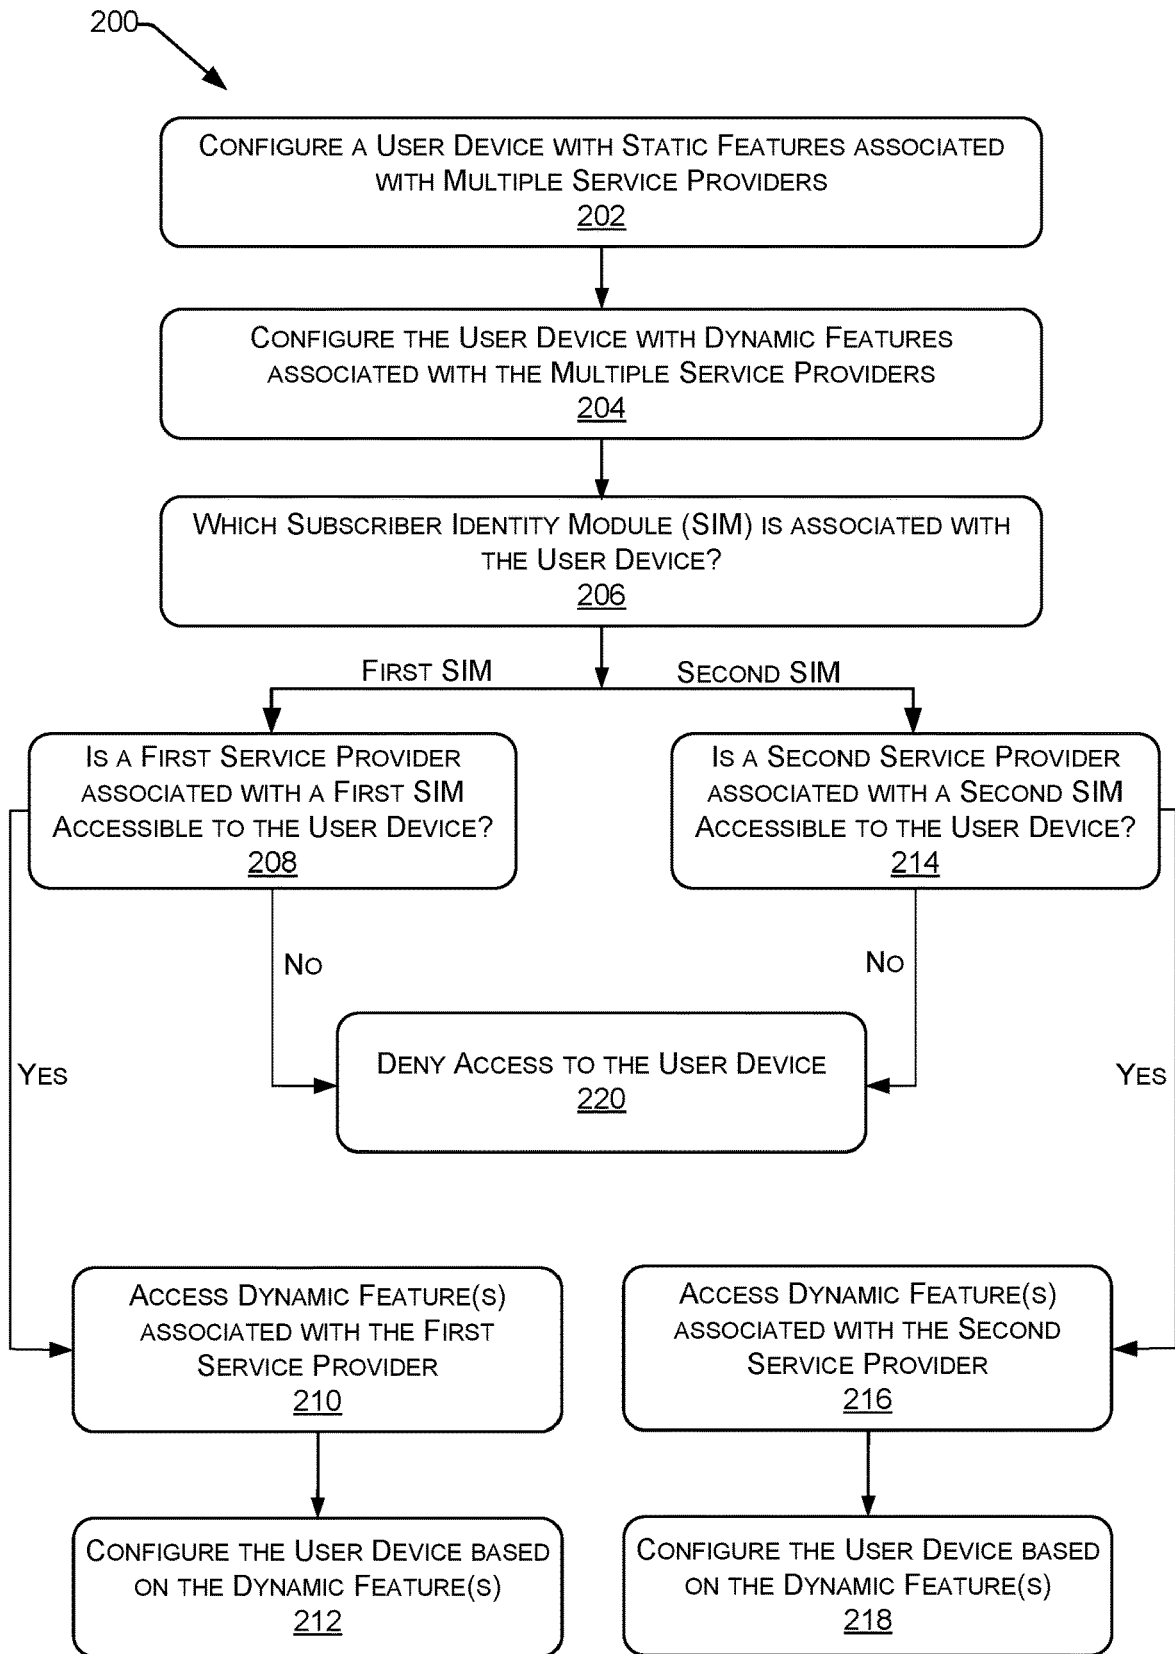 200
CONFIGURE A USER DEVICE WITH STATIC FEATURES ASSOCIATED
WITH MULTIPLE SERVICE PROVIDERS
202
CONFIGURE THE USER DEVICE WITH DYNAMIC FEATURES
ASSOCIATED WITH THE MULTIPLE SERVICE PROVIDERS
204
WHICH SUBSCRIBER IDENTITY MODULE (SIM) IS ASSOCIATED WITH
THE USER DEVICE?
206
FIRST SIM
SECOND SIM
IS A FIRST SERVICE PROVIDER
ASSOCIATED WITH A FIRST SIM
ACCESSIBLE TO THE USER DEVICE?
208
IS A SECOND SERVICE PROVIDER
ASSOCIATED WITH A SECOND SIM
ACCESSIBLE TO THE USER DEVICE?
214
NO
NO
DENY ACCESS TO THE USER DEVICE
220
YES
YES
ACCESS DYNAMIC FEATURE(S)
ASSOCIATED WITH THE FIRST
SERVICE PROVIDER
210
ACCESS DYNAMIC FEATURE(S)
ASSOCIATED WITH THE SECOND
SERVICE PROVIDER
216
CONFIGURE THE USER DEVICE BASED
ON THE DYNAMIC FEATURE(S)
212
CONFIGURE THE USER DEVICE BASED
ON THE DYNAMIC FEATURE(S)
218